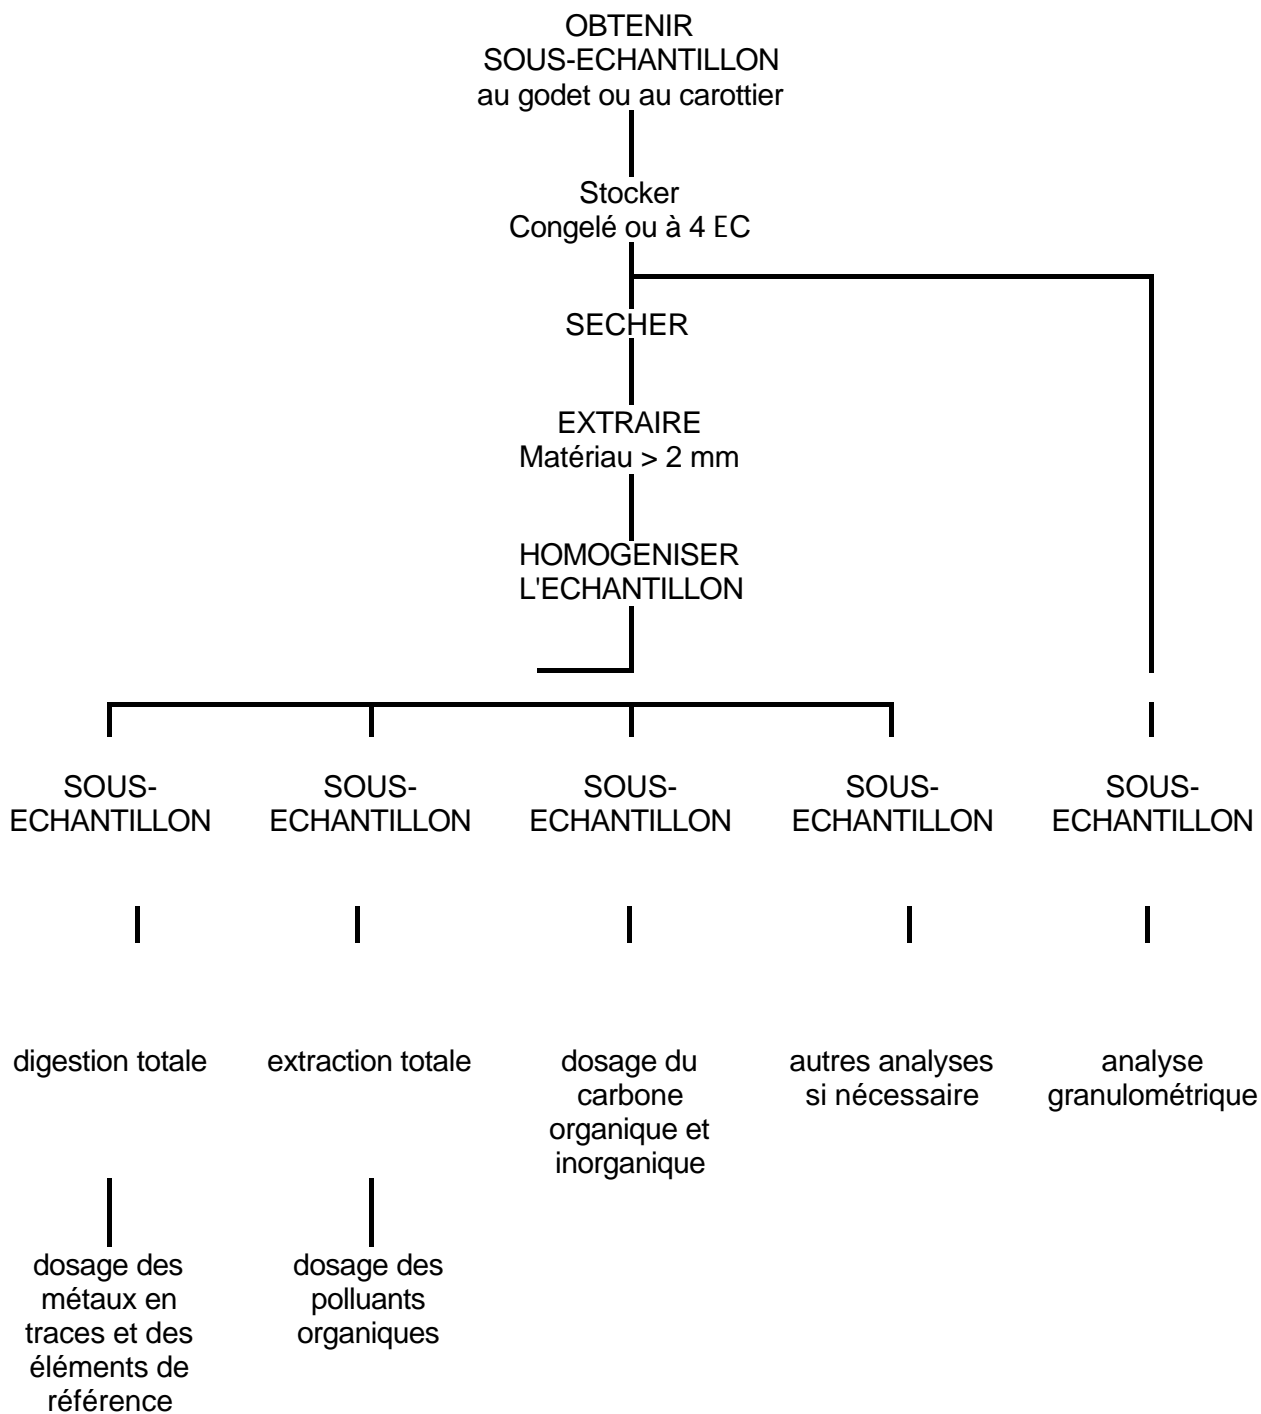 OBTENIR
SOUS-ECHANTILLON
au godet ou au carottier
Stocker
Congelé ou à 4 EC
SECHER
EXTRAIRE
Matériau > 2 mm
HOMOGENISER
L'ECHANTILLON
SOUS-
ECHANTILLON
SOUS-
ECHANTILLON
SOUS-
ECHANTILLON
SOUS-
ECHANTILLON
SOUS-
ECHANTILLON
digestion totale
extraction totale
dosage du
carbone
organique et
inorganique
autres analyses
si nécessaire
analyse
granulométrique
dosage des
métaux en
traces et des
éléments de
référence
dosage des
polluants
organiques